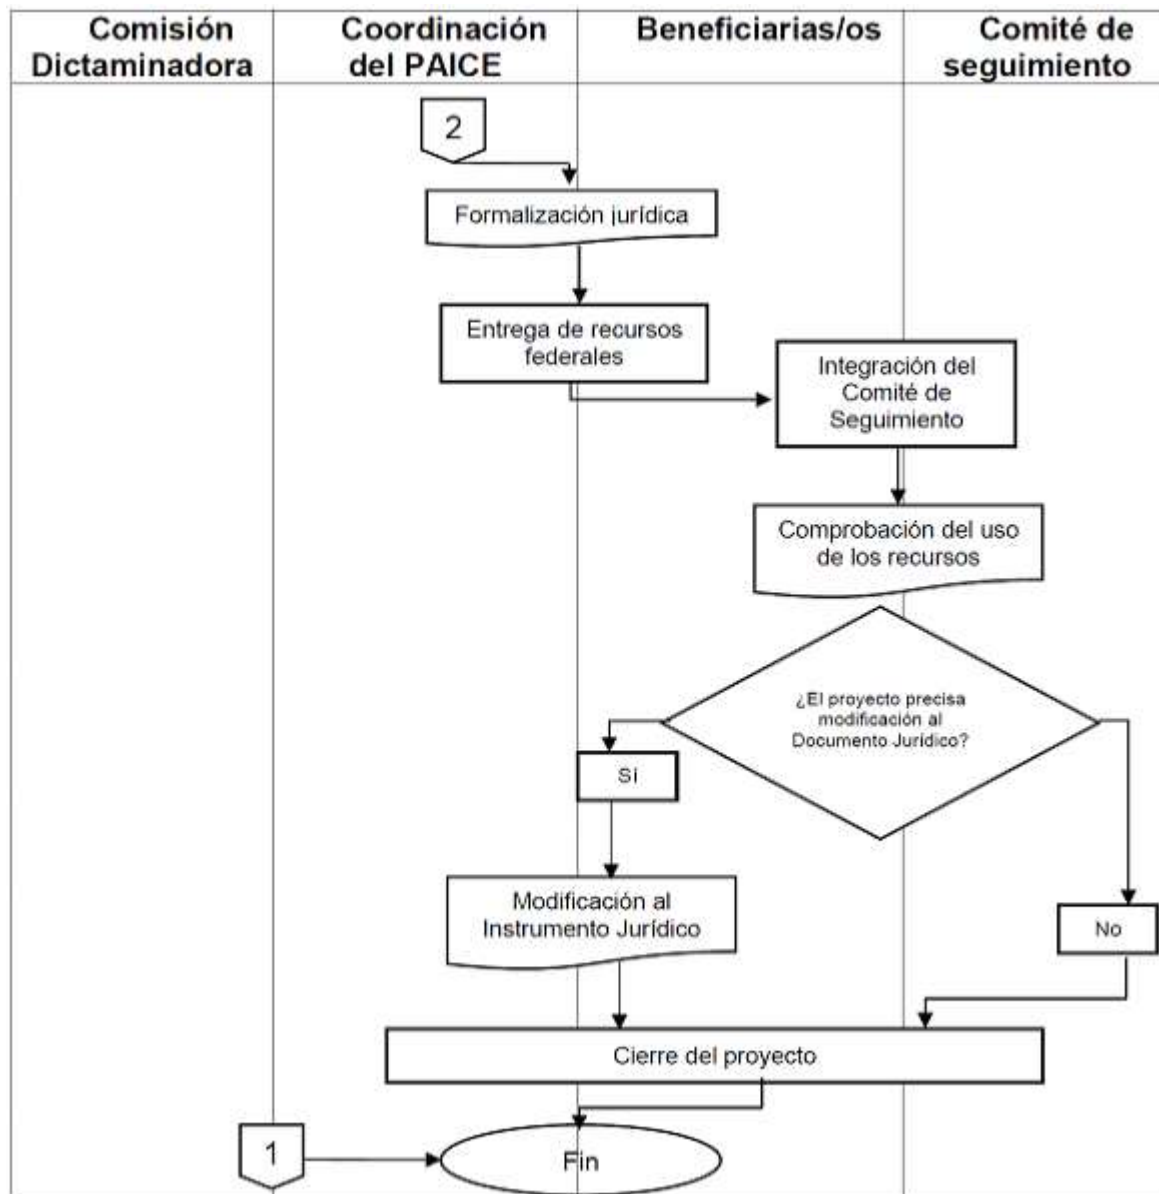 Comisión
Dictaminadora
Coordinación
del PAICE
Beneficiarias/os
Comité de
seguimiento
2
Formalización jurídica
Entrega de recursos
federales
Integración del
Comité de
Seguimiento
Comprobación del uso
de los recursos
¿El proyecto precisa
modificación al
Documento Jurídico?
Sí
Modificación al
Instrumento Jurídico
No
Cierre del proyecto
1
Fin